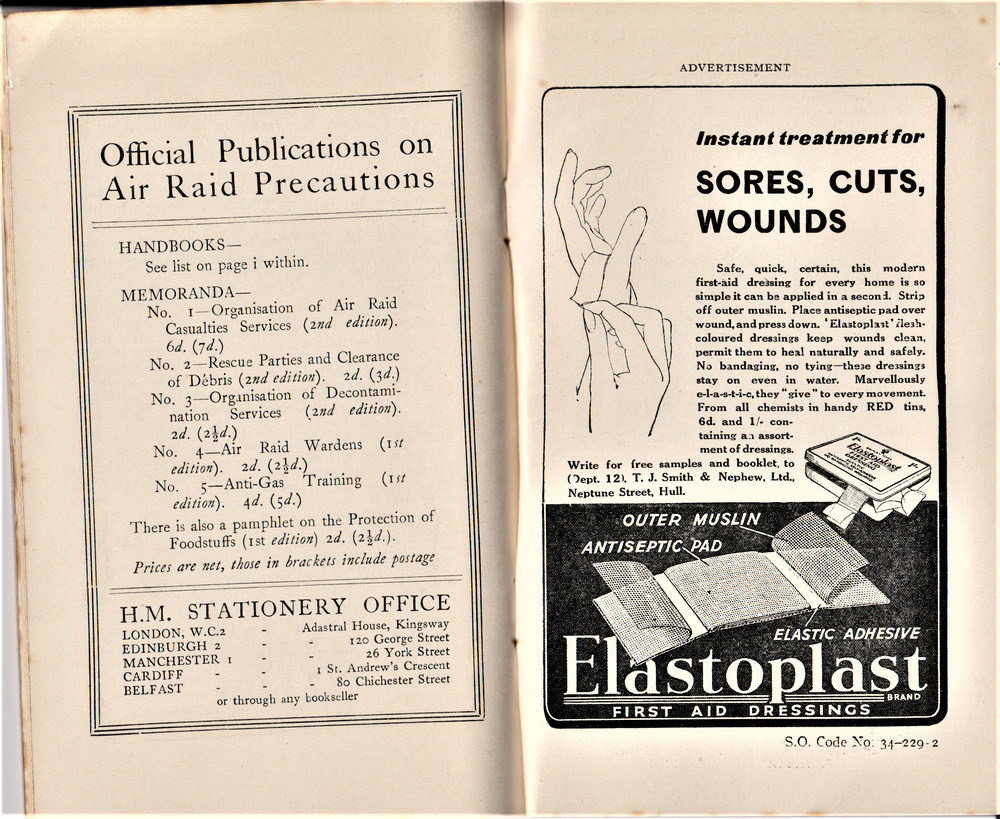 Official Publications on
Air Raid Precautions
HANDBOOKS—
See list on page i within.
MEMORANDA—
No. 1—Organisation of Air Raid
Casualties Services (2nd edition).
6d. (7d.)
No. 2—Rescue Parties and Clearance
of Débris (2nd edition). 2d. (3d.)
No. 3—Organisation of Decontami-
nation Services (2nd edition).
2d. (2½d.)
No. 4—Air Raid Wardens (1st
edition). 2d. (2½d.)
No. 5—Anti-Gas Training (1st
edition). 4d. (5d.)
There is also a pamphlet on the Protection of
Foodstuffs (1st edition) 2d. (2½d.).
Prices are net, those in brackets include postage
H.M. STATIONERY OFFICE
LONDON, W.C.2 - Adastral House, Kingsway
EDINBURGH 2 - - 120 George Street
MANCHESTER 1 - - 26 York Street
CARDIFF - - 1 St. Andrew's Crescent
BELFAST - - 80 Chichester Street
or through any bookseller
ADVERTISEMENT
Instant treatment for
SORES, CUTS,
WOUNDS
Safe, quick, certain, this modern
first-aid dressing for every home is so
simple it can be applied in a second. Strip
off outer muslin. Place antiseptic pad over
wound, and press down. 'Elastoplast' flesh-
coloured dressings keep wounds clean,
permit them to heal naturally and safely.
No bandaging, no tying—these dressings
stay on even in water. Marvellously
e-l-a-s-t-i-c, they "give" to every movement.
From all chemists in handy RED tins,
6d. and 1/- con-
taining an assort-
ment of dressings.
Write for free samples and booklet, to
(Dept. 12), T. J. Smith & Nephew, Ltd.,
Neptune Street, Hull.
Elastoplast
OUTER MUSLIN
ANTISEPTIC PAD
ELASTIC ADHESIVE
Elastoplast
BRAND
FIRST AID DRESSINGS
S.O. Code No. 34-229-2